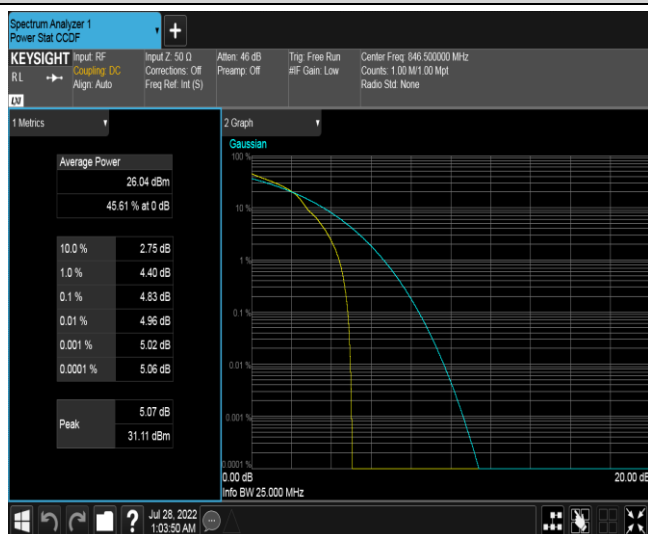 Spectrum Analyzer 1
Power Stat CCDF
+
KEYSIGHT
Input: RF
Coupling: DC
Align: Auto
Input Z: 50 Ω
Corrections: Off
Freq Ref: Int (S)
Atten: 46 dB
Preamp: Off
Trig: Free Run
#IF Gain: Low
Center Freq: 846.500000 MHz
Counts: 1.00 M/1.00 Mpt
Radio Std: None
RL
LXI
1 Metrics
Average Power
26.04 dBm
45.61 % at 0 dB
10.0 % 2.75 dB
1.0 % 4.40 dB
0.1 % 4.83 dB
0.01 % 4.96 dB
0.001 % 5.02 dB
0.0001 % 5.06 dB
Peak
5.07 dB
31.11 dBm
2 Graph
Gaussian
100 %
10 %
1 %
0.1 %
0.01 %
0.001 %
0.0001 %
0.00 dB
20.00 dB
Info BW 25.000 MHz
?
Jul 28, 2022
1:03:50 AM